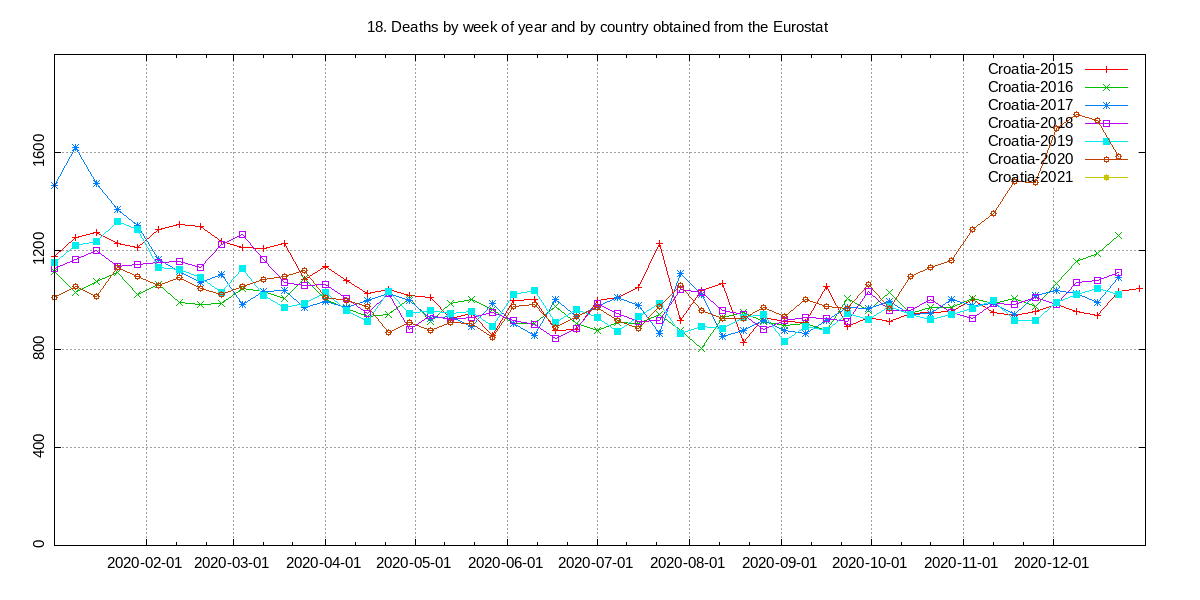 18. Deaths by week of year and by country obtained from the Eurostat
Croatia-2015
Croatia-2016
Croatia-2017
Croatia-2018
Croatia-2019
Croatia-2020
Croatia-2021
1600
1200
800
400
0
2020-02-01 2020-03-01 2020-04-01 2020-05-01 2020-06-01 2020-07-01 2020-08-01 2020-09-01 2020-10-01 2020-11-01 2020-12-01